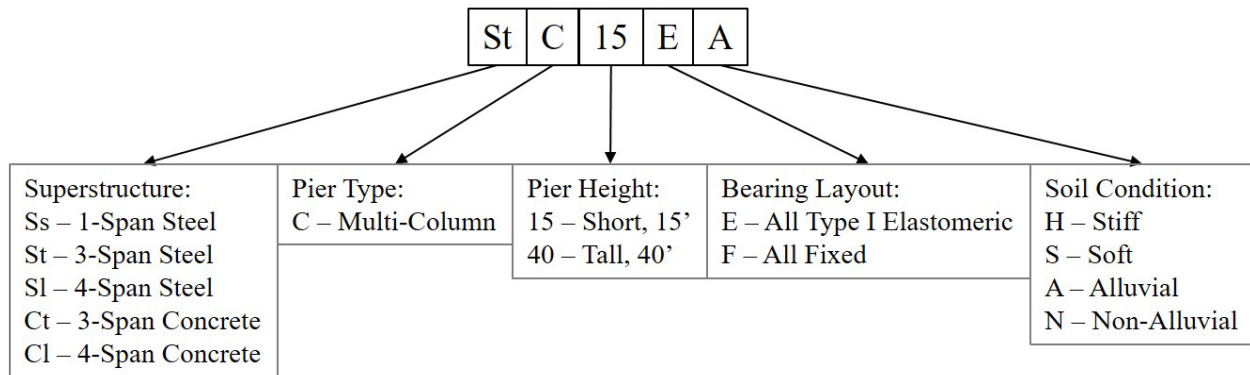 St C 15 E A
Superstructure:
Ss – 1-Span Steel
St – 3-Span Steel
Sl – 4-Span Steel
Ct – 3-Span Concrete
Cl – 4-Span Concrete
Pier Type:
C – Multi-Column
Pier Height:
15 – Short, 15’
40 – Tall, 40’
Bearing Layout:
E – All Type I Elastomeric
F – All Fixed
Soil Condition:
H – Stiff
S – Soft
A – Alluvial
N – Non-Alluvial